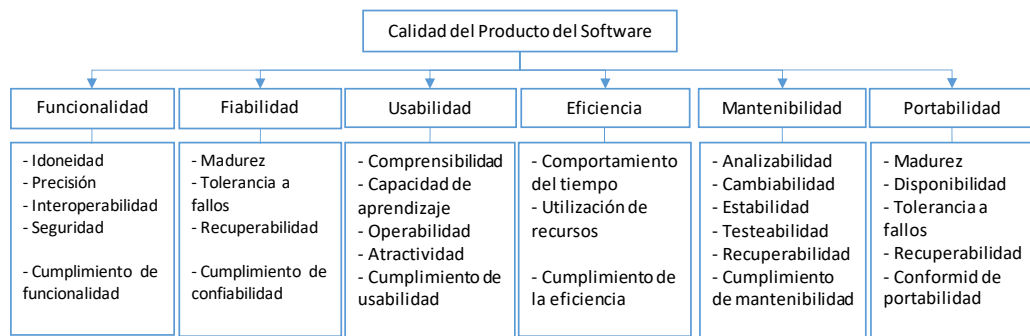 Calidad del Producto del Software
Funcionalidad
Fiabilidad
Usabilidad
Eficiencia
Mantenibilidad
Portabilidad
- Idoneidad
- Precisión
- Interoperabilidad
- Seguridad
- Cumplimiento de
funcionalidad
- Madurez
- Tolerancia a
fallos
- Recuperabilidad
- Cumplimiento de
confiabilidad
- Comprensibilidad
- Capacidad de
aprendizaje
- Operabilidad
- Atractividad
- Cumplimiento de
usabilidad
- Comportamiento
del tiempo
- Utilización de
recursos
- Cumplimiento de
la eficiencia
- Analizabilidad
- Cambiabilidad
- Estabilidad
- Testeabilidad
- Recuperabilidad
- Cumplimiento
de mantenibilidad
- Madurez
- Disponibilidad
- Tolerancia a
fallos
- Recuperabilidad
- Conformid de
portabilidad